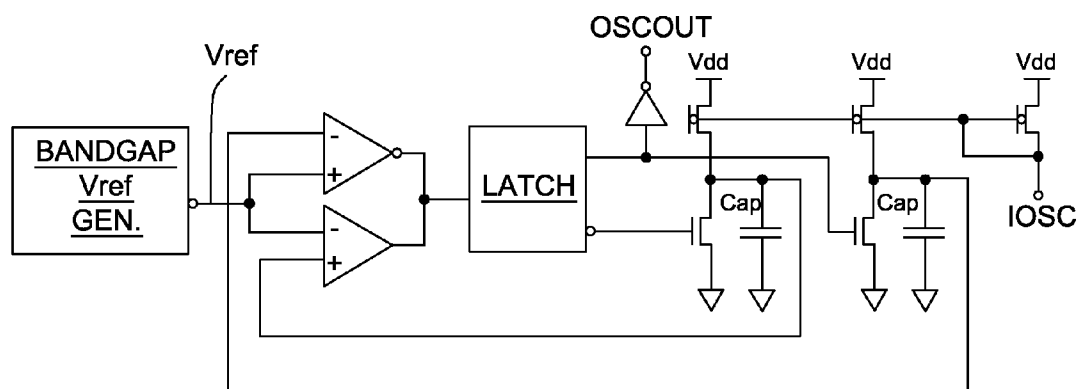 OSCOUT
Vref
Vdd
Vdd
Vdd
BANDGAP
Vref
GEN.
-
+
-
+
LATCH
Cap
Cap
IOSC